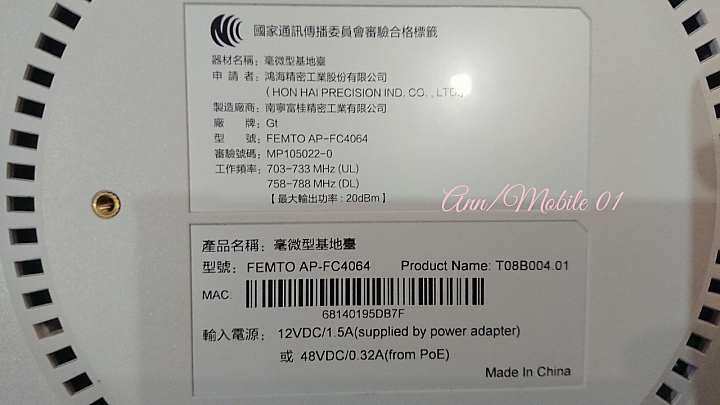 NCC
國家通訊傳播委員會審驗合格標籤
器材名稱：毫微型基地臺
申請者：鴻海精密工業股份有限公司
（HON HAI PRECISION IND. CO. , LTD.)
製造廠商：南寧富桂精密工業有限公司
廠牌：Gt
型號：FEMTO AP-FC4064
審驗號碼：MP105022-0
工作頻率：703-733 MHz (UL)
758-788 MHz (DL)
【最大輸出功率：20dBm】
Ann/Mobile 01
產品名稱：毫微型基地臺
型號：FEMTO AP-FC4064 Product Name: T08B004.01
MAC:
68140195DB7F
輸入電源： 12VDC/1.5A(supplied by power adapter)
或 48VDC/0.32A(from PoE)
Made In China